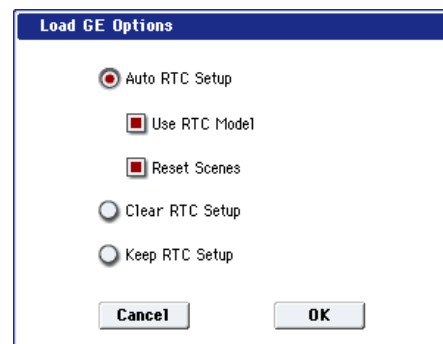 Load GE Options
Auto RTC Setup
Use RTC Model
Reset Scenes
Clear RTC Setup
Keep RTC Setup
Cancel OK